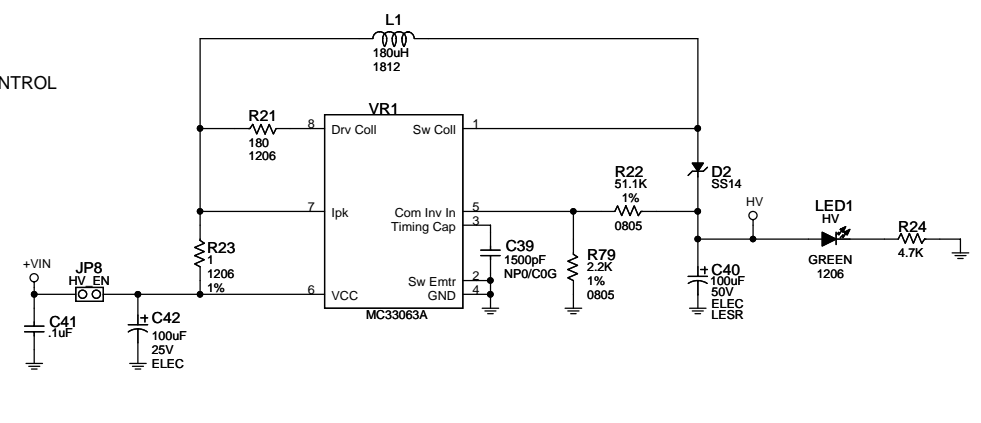 L1
180uH
1812
NTROL
VR1
R21
180
1206
8
Drv Coll
Sw Coll
1
R22
51.1K
1%
0805
D2
SS14
7
Ipk
Com Inv In
5
Timing Cap
3
HV
LED1
HV
GREEN
1206
R24
4.7K
R23
1
1206
1%
C39
1500pF
NP0/C0G
R79
2.2K
1%
0805
+VIN
JP8
HV_EN
6
VCC
Sw Emtr
2
GND
4
MC33063A
+
C40
100uF
50V
ELEC
LESR
C41
.1uF
+
C42
100uF
25V
ELEC